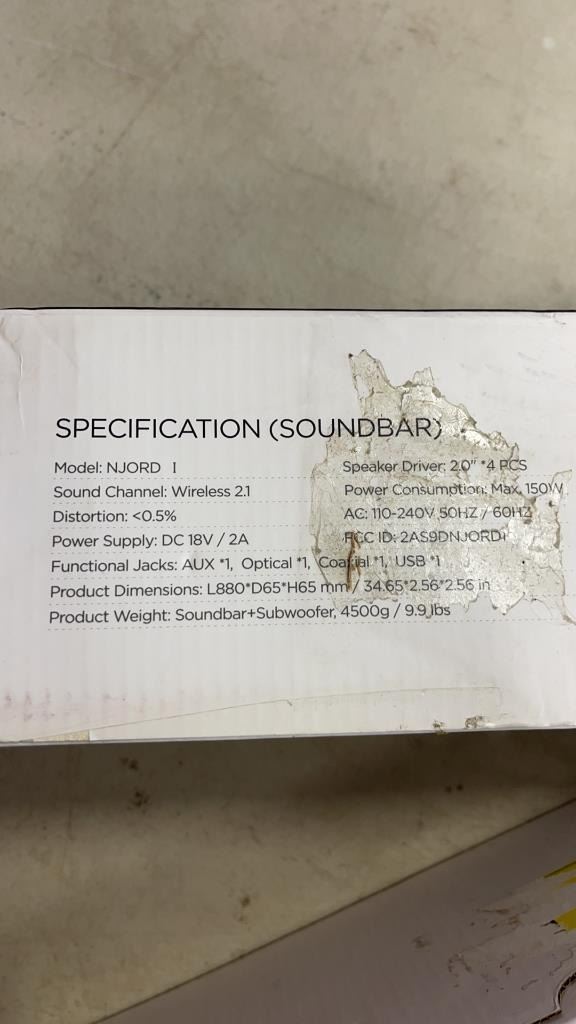 SPECIFICATION (SOUNDBAR)
Model: NJORD I Speaker Driver: 2.0" *4 PCS
Sound Channel: Wireless 2.1 Power Consumption: Max. 150W
Distortion: <0.5% AC: 110-240V 50HZ / 60HZ
Power Supply: DC 18V / 2A FCC ID: 2AS9DNJORD1
Functional Jacks: AUX *1, Optical *1, Coaxial *1, USB *1
Product Dimensions: L880*D65*H65 mm / 34.65*2.56*2.56 in
Product Weight: Soundbar+Subwoofer, 4500g / 9.9 lbs